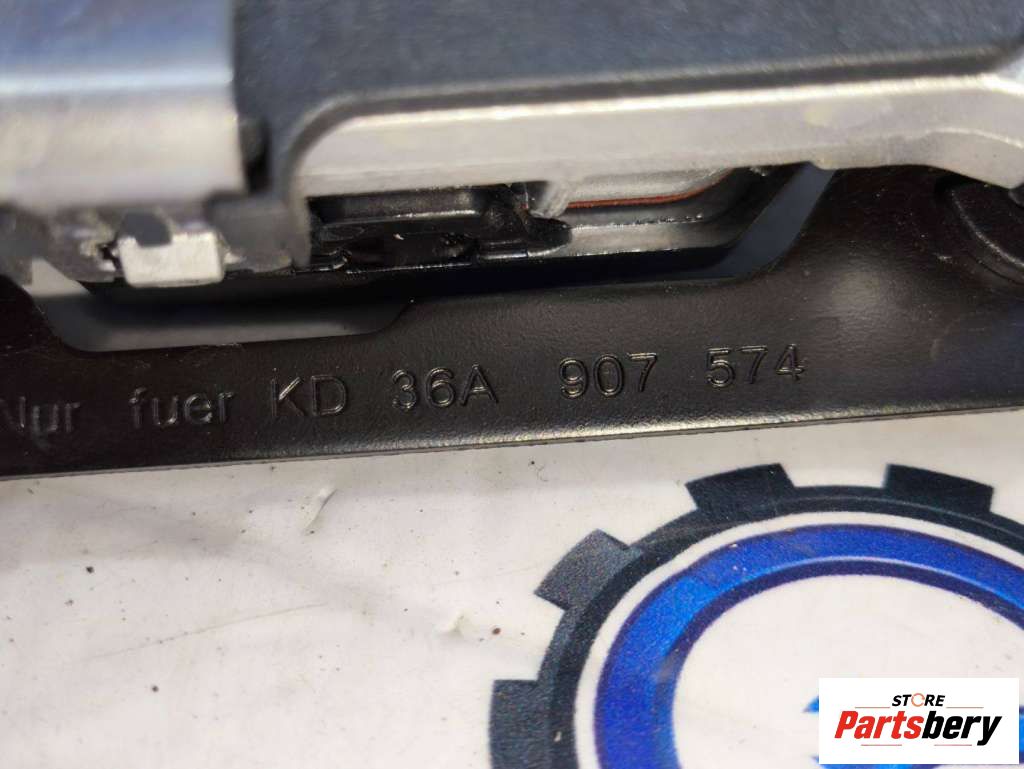 Nur fuer KD 36A 907 574
STORE
Partsbery